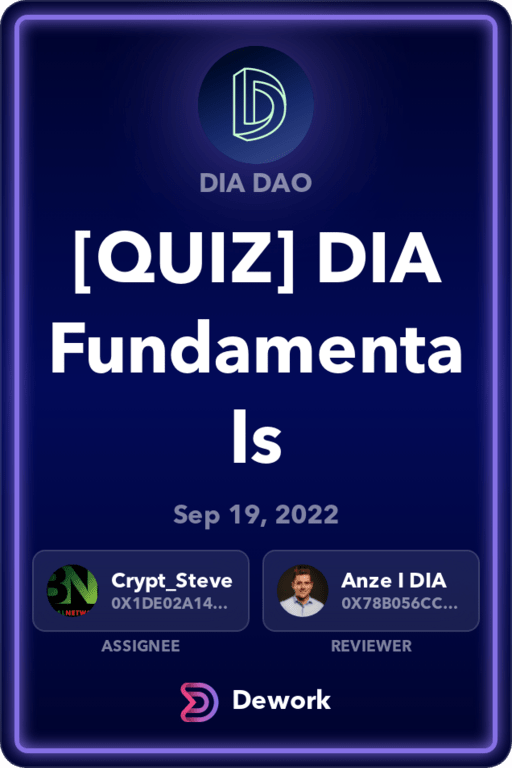 DIA DAO
[QUIZ] DIA
Fundamenta
ls
Sep 19, 2022
Crypt_Steve
0X1DE02A14...
ASSIGNEE
Anze I DIA
0X78B056CC...
REVIEWER
Dework